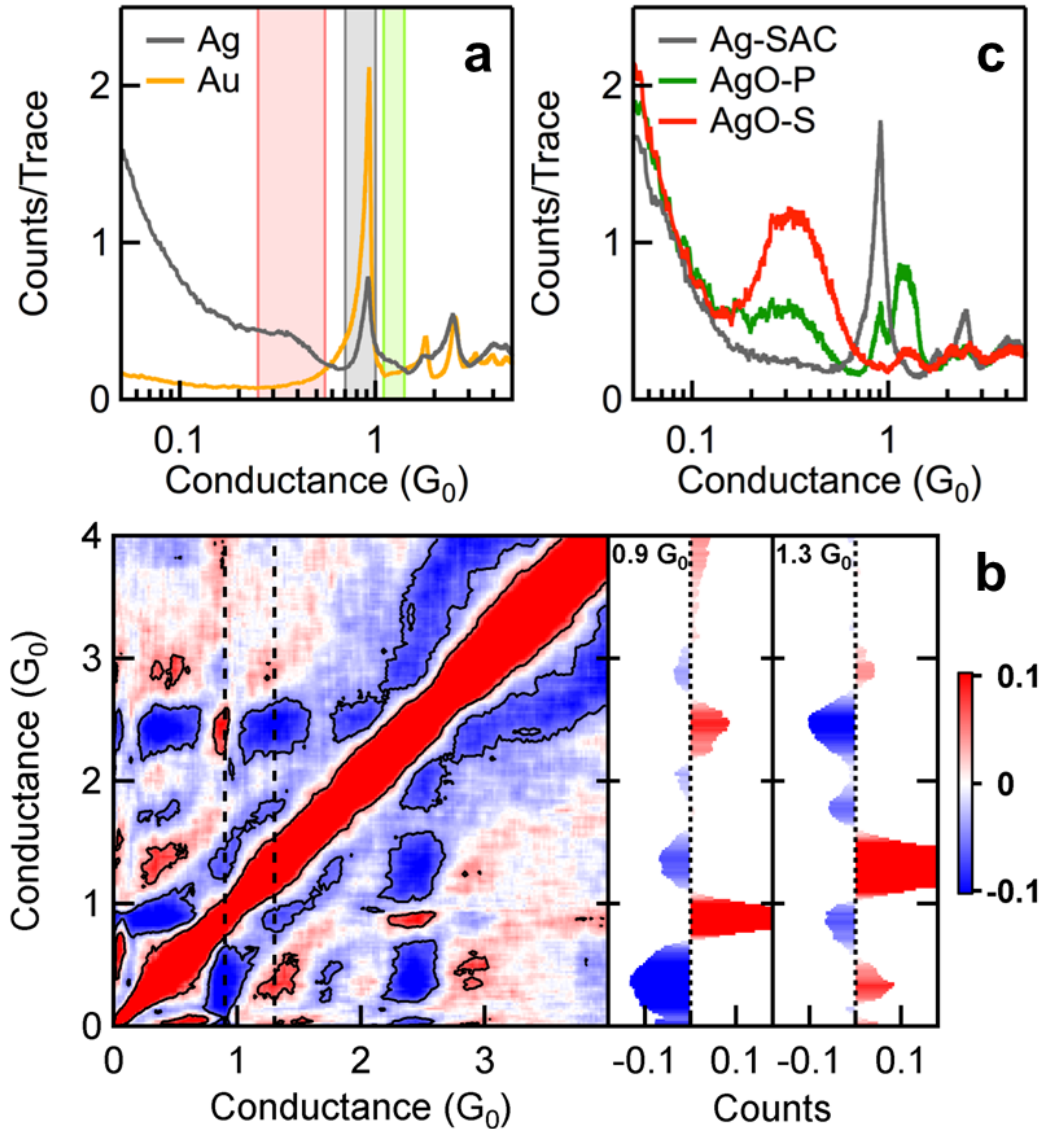 a
Ag
Au
2
1
0
Counts/Trace
0.1
1
Conductance (G0)
c
Ag-SAC
AgO-P
AgO-S
2
1
0
Counts/Trace
0.1
1
Conductance (G0)
b
4
3
2
1
0
Conductance (G0)
0
1
2
3
Conductance (G0)
0.9 G0
1.3 G0
-0.1
0.1
-0.1
0.1
Counts
0.1
0
-0.1